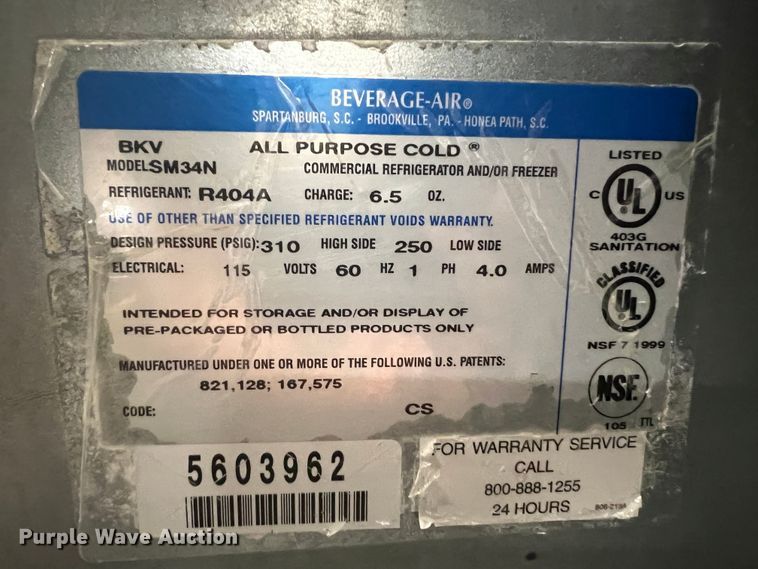 BEVERAGE-AIR®
SPARTANBURG, S.C. - BROOKVILLE, PA. - HONEA PATH, S.C.
BKV ALL PURPOSE COLD ®
MODEL SM34N COMMERCIAL REFRIGERATOR AND/OR FREEZER
REFRIGERANT: R404A CHARGE: 6.5 OZ.
USE OF OTHER THAN SPECIFIED REFRIGERANT VOIDS WARRANTY.
DESIGN PRESSURE (PSIG): 310 HIGH SIDE 250 LOW SIDE
ELECTRICAL: 115 VOLTS 60 HZ 1 PH 4.0 AMPS
INTENDED FOR STORAGE AND/OR DISPLAY OF
PRE-PACKAGED OR BOTTLED PRODUCTS ONLY
MANUFACTURED UNDER ONE OR MORE OF THE FOLLOWING U.S. PATENTS:
821,128; 167,575
CODE: CS
LISTED
C UL US
403G
SANITATION
CLASSIFIED
UL
NSF 7 1999
NSF
105 TTL
5603962
FOR WARRANTY SERVICE
CALL
800-888-1255
24 HOURS
Purple Wave Auction